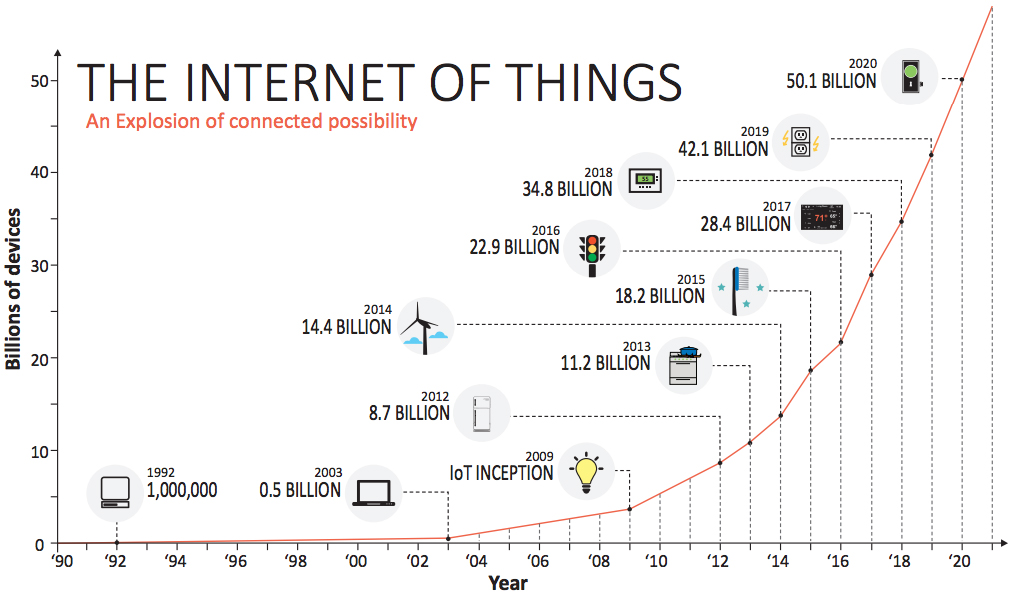 THE INTERNET OF THINGS
An Explosion of connected possibility
Billions of devices
50
40
30
20
10
0
2020
50.1 BILLION
2019
42.1 BILLION
2018
34.8 BILLION
2017
28.4 BILLION
2016
22.9 BILLION
2015
18.2 BILLION
2014
14.4 BILLION
2013
11.2 BILLION
2012
8.7 BILLION
2009
IoT INCEPTION
2003
0.5 BILLION
1992
1,000,000
71°
'90 '92 '94 '96 '98 '00 '02 '04 '06 '08 '10 '12 '14 '16 '18 '20
Year